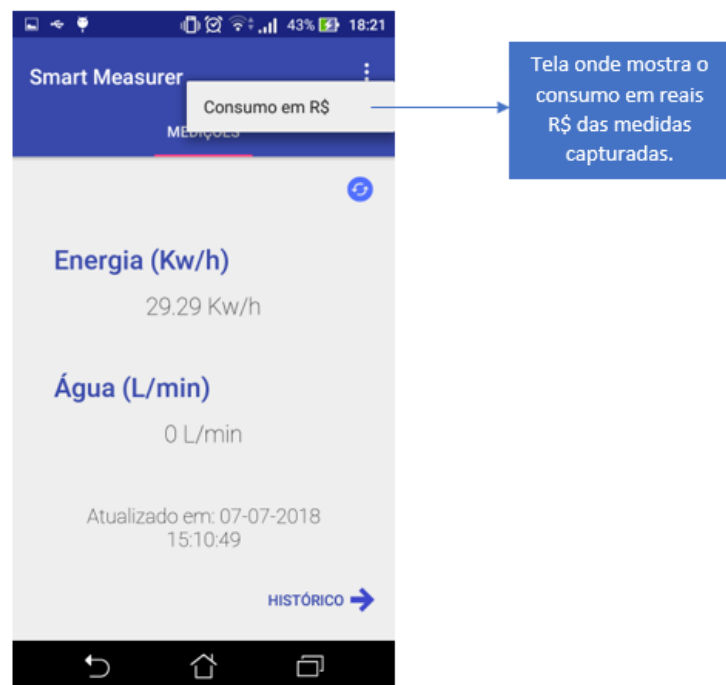 43% 18:21
Smart Measurer
Consumo em R$
MEDIÇÕES
Energia (Kw/h)
29.29 Kw/h
Água (L/min)
0 L/min
Atualizado em: 07-07-2018
15:10:49
HISTÓRICO
Tela onde mostra o
consumo em reais
R$ das medidas
capturadas.